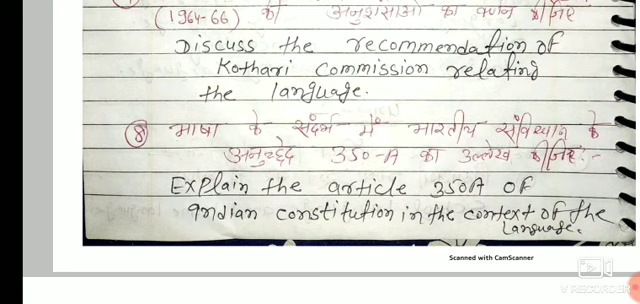 (1964-66) की अनुशंसाओ का वर्णन कीजिए
Discuss the recommendation of
Kothari Commission relating
the language.
⑧ भाषा के संदर्भ में भारतीय संविधान के
अनुच्छेद 350-A का उल्लेख कीजिए:-
Explain the article 350A of
Indian constitution in the context of the
language.
Scanned with CamScanner
V RECORDER